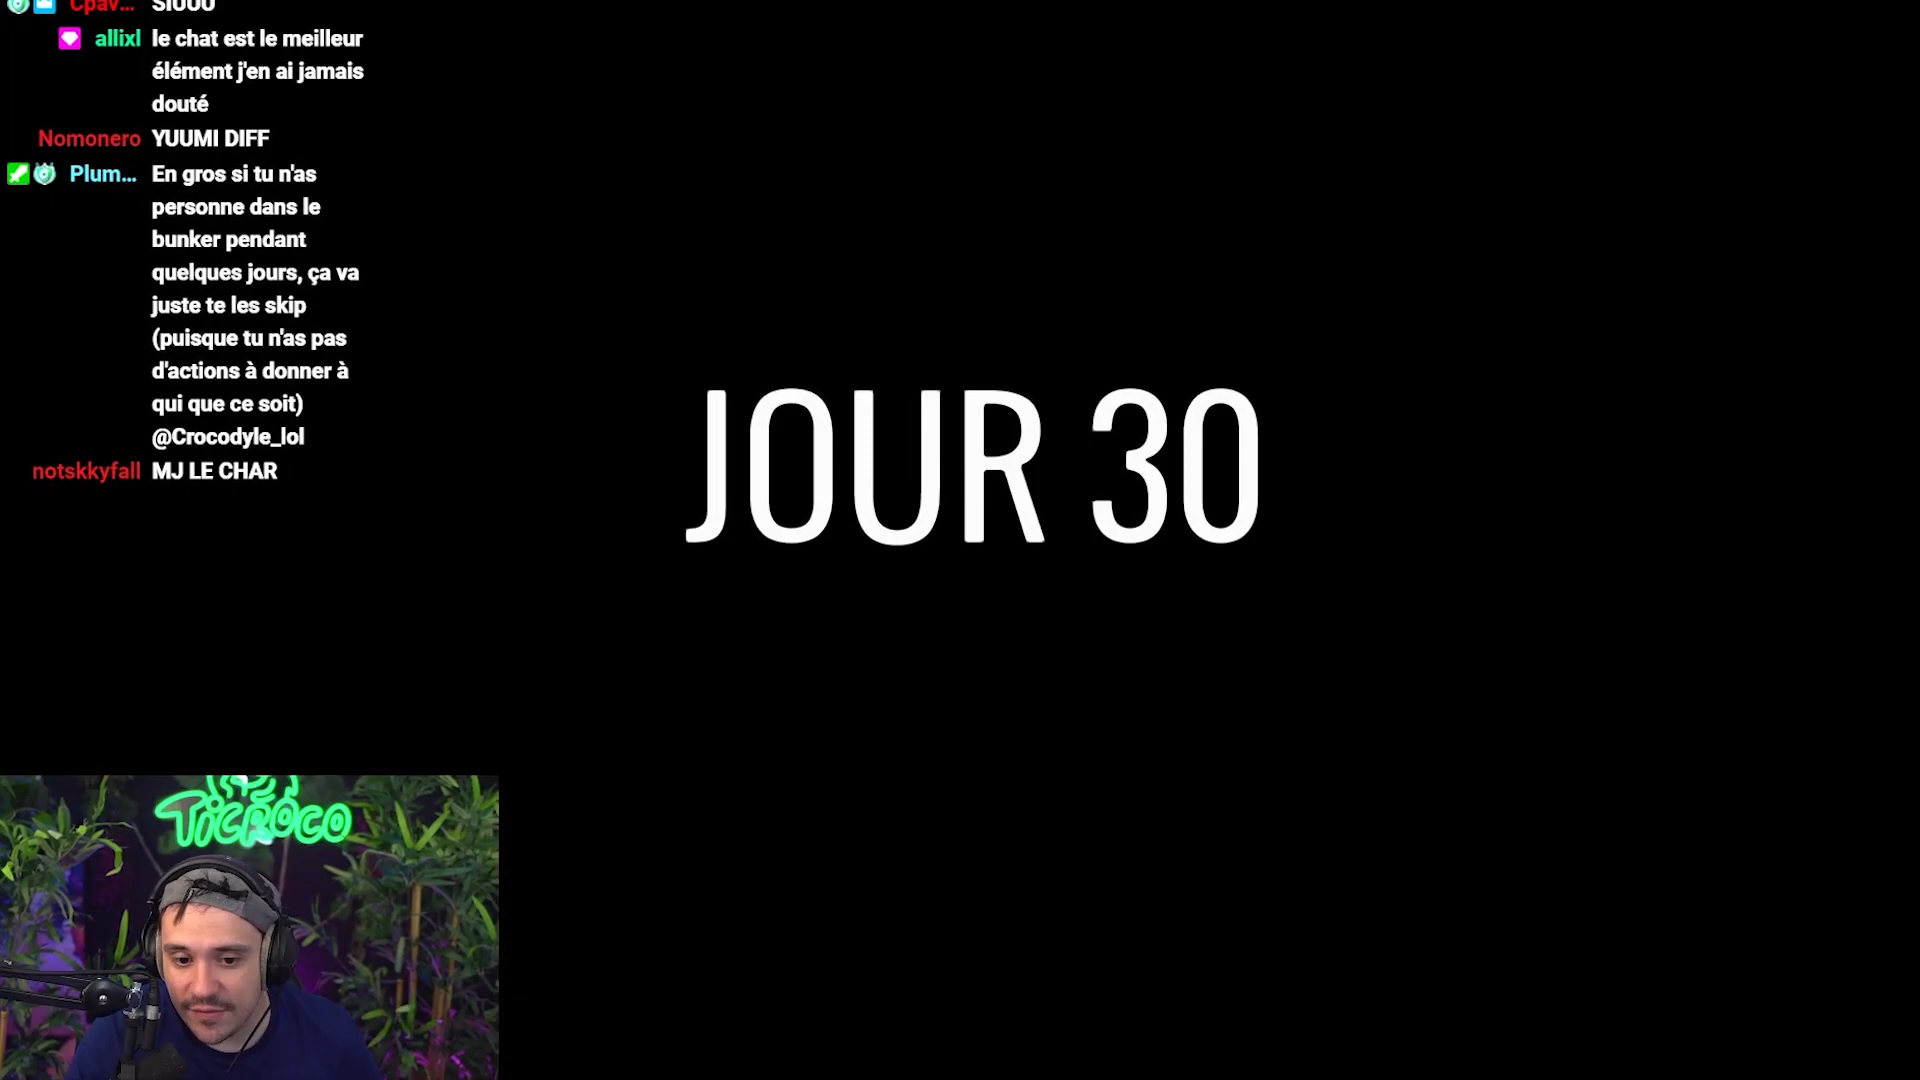 Cpav... SIUUU
allixl le chat est le meilleur
élément j'en ai jamais
douté
Nomonero YUUMI DIFF
Plum... En gros si tu n'as
personne dans le
bunker pendant
quelques jours, ça va
juste te les skip
(puisque tu n'as pas
d'actions à donner à
qui que ce soit)
@Crocodyle_lol
notskkyfall MJ LE CHAR
JOUR 30
TiCROCO